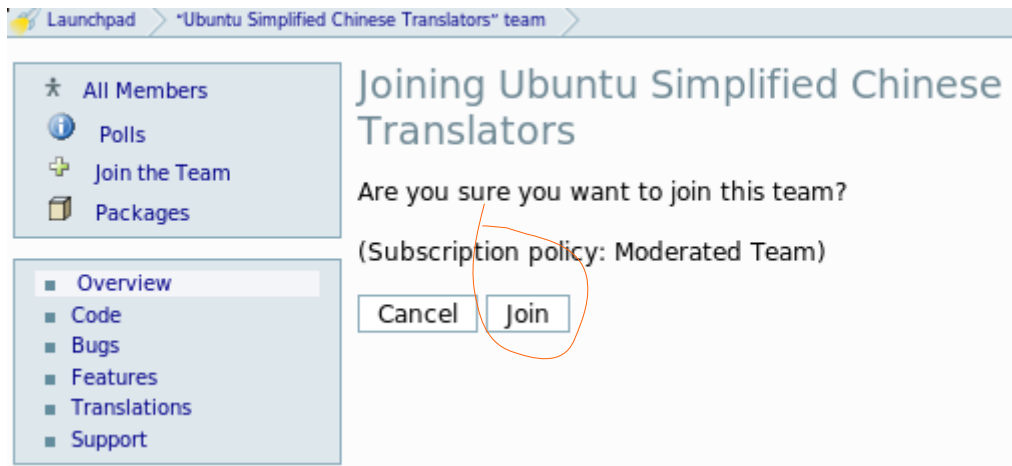 Launchpad "Ubuntu Simplified Chinese Translators" team
All Members
Polls
Join the Team
Packages
Overview
Code
Bugs
Features
Translations
Support
Joining Ubuntu Simplified Chinese
Translators
Are you sure you want to join this team?
(Subscription policy: Moderated Team)
Cancel Join